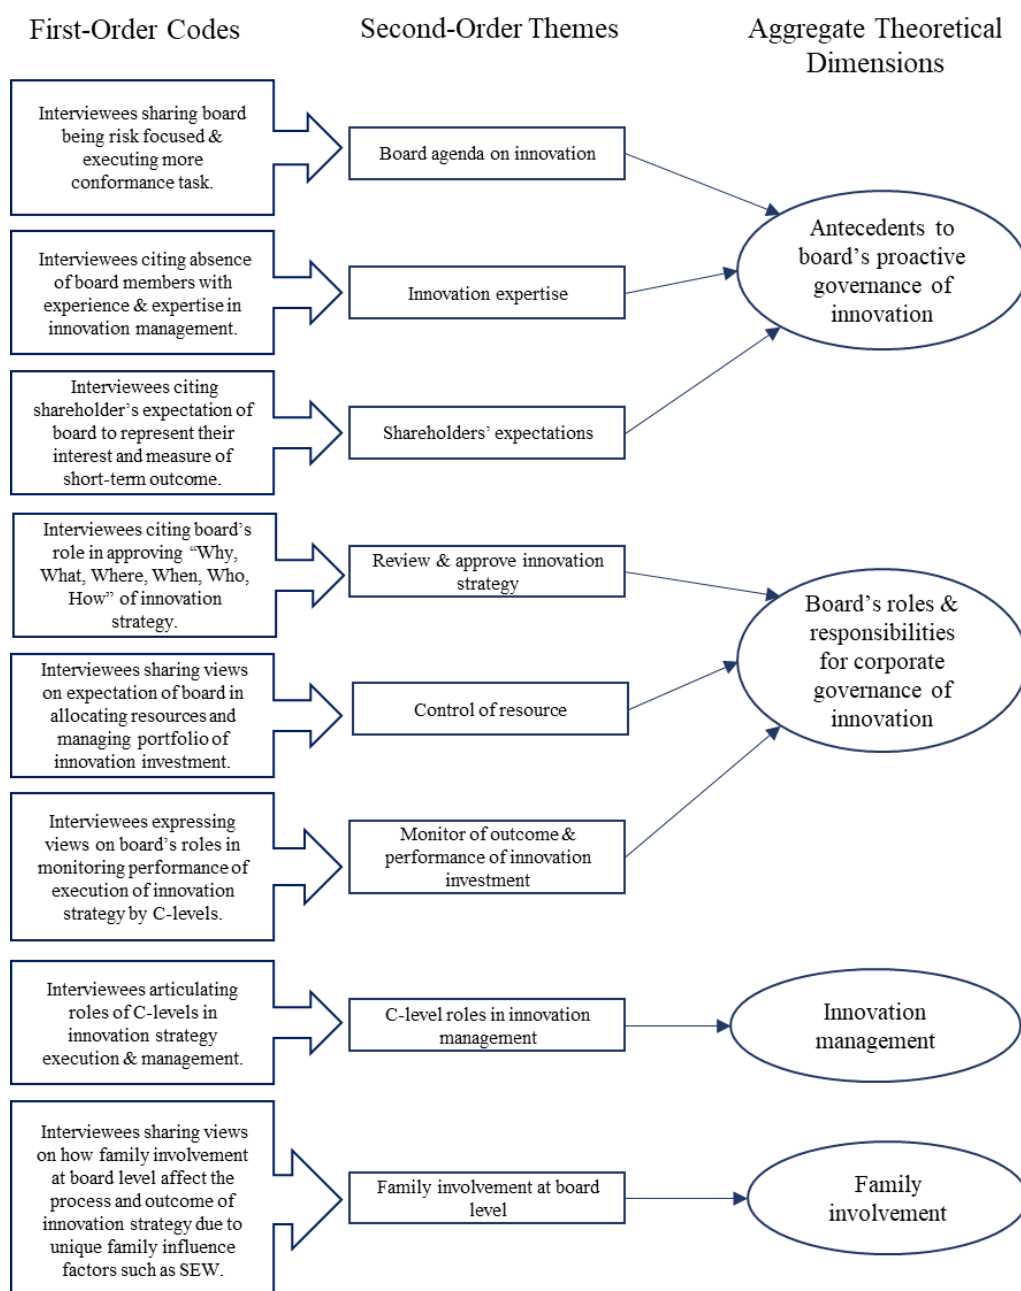 First-Order Codes
Second-Order Themes
Aggregate Theoretical
Dimensions
Interviewees sharing board
being risk focused &
executing more
conformance task.
Board agenda on innovation
Interviewees citing absence
of board members with
experience & expertise in
innovation management.
Innovation expertise
Interviewees citing
shareholder's expectation of
board to represent their
interest and measure of
short-term outcome.
Shareholders' expectations
Antecedents to
board's proactive
governance of
innovation
Interviewees citing board's
role in approving "Why,
What, Where, When, Who,
How" of innovation
strategy.
Review & approve innovation
strategy
Interviewees sharing views
on expectation of board in
allocating resources and
managing portfolio of
innovation investment.
Control of resource
Interviewees expressing
views on board's roles in
monitoring performance of
execution of innovation
strategy by C-levels.
Monitor of outcome &
performance of innovation
investment
Board's roles &
responsibilities
for corporate
governance of
innovation
Interviewees articulating
roles of C-levels in
innovation strategy
execution & management.
C-level roles in innovation
management
Innovation
management
Interviewees sharing views
on how family involvement
at board level affect the
process and outcome of
innovation strategy due to
unique family influence
factors such as SEW.
Family involvement at board
level
Family
involvement